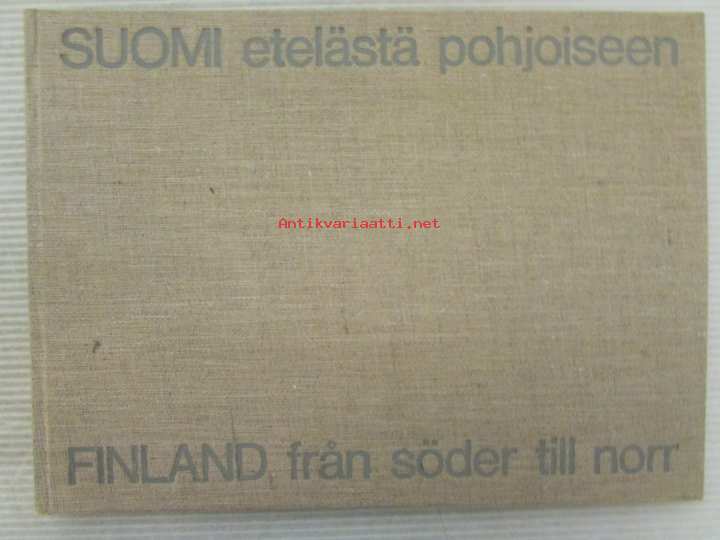 SUOMI etelästä pohjoiseen
Antikvariaatti.net
FINLAND från söder till norr